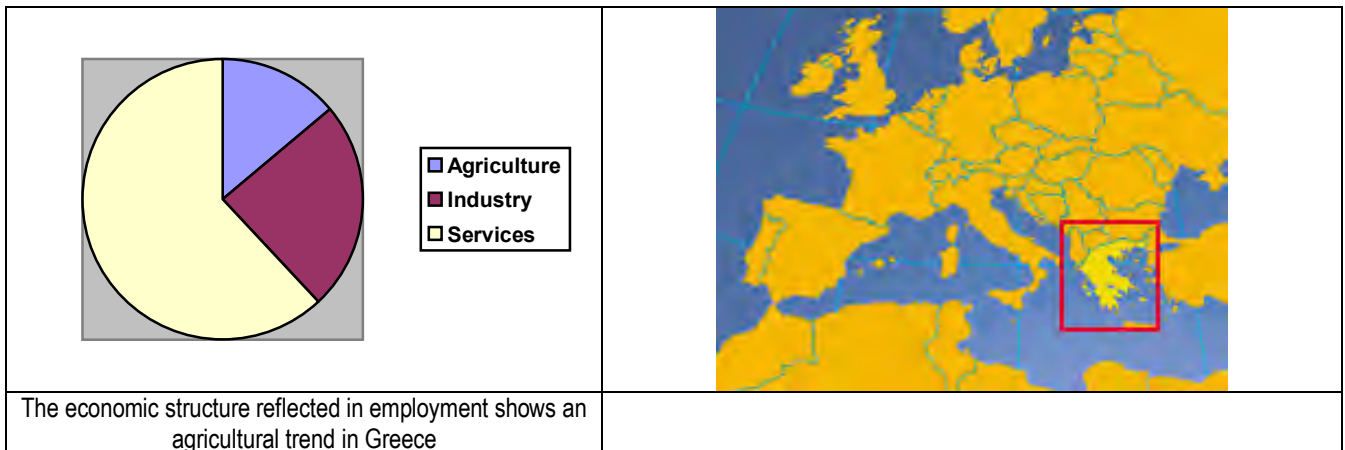 Agriculture
Industry
Services
The economic structure reflected in employment shows an
agricultural trend in Greece